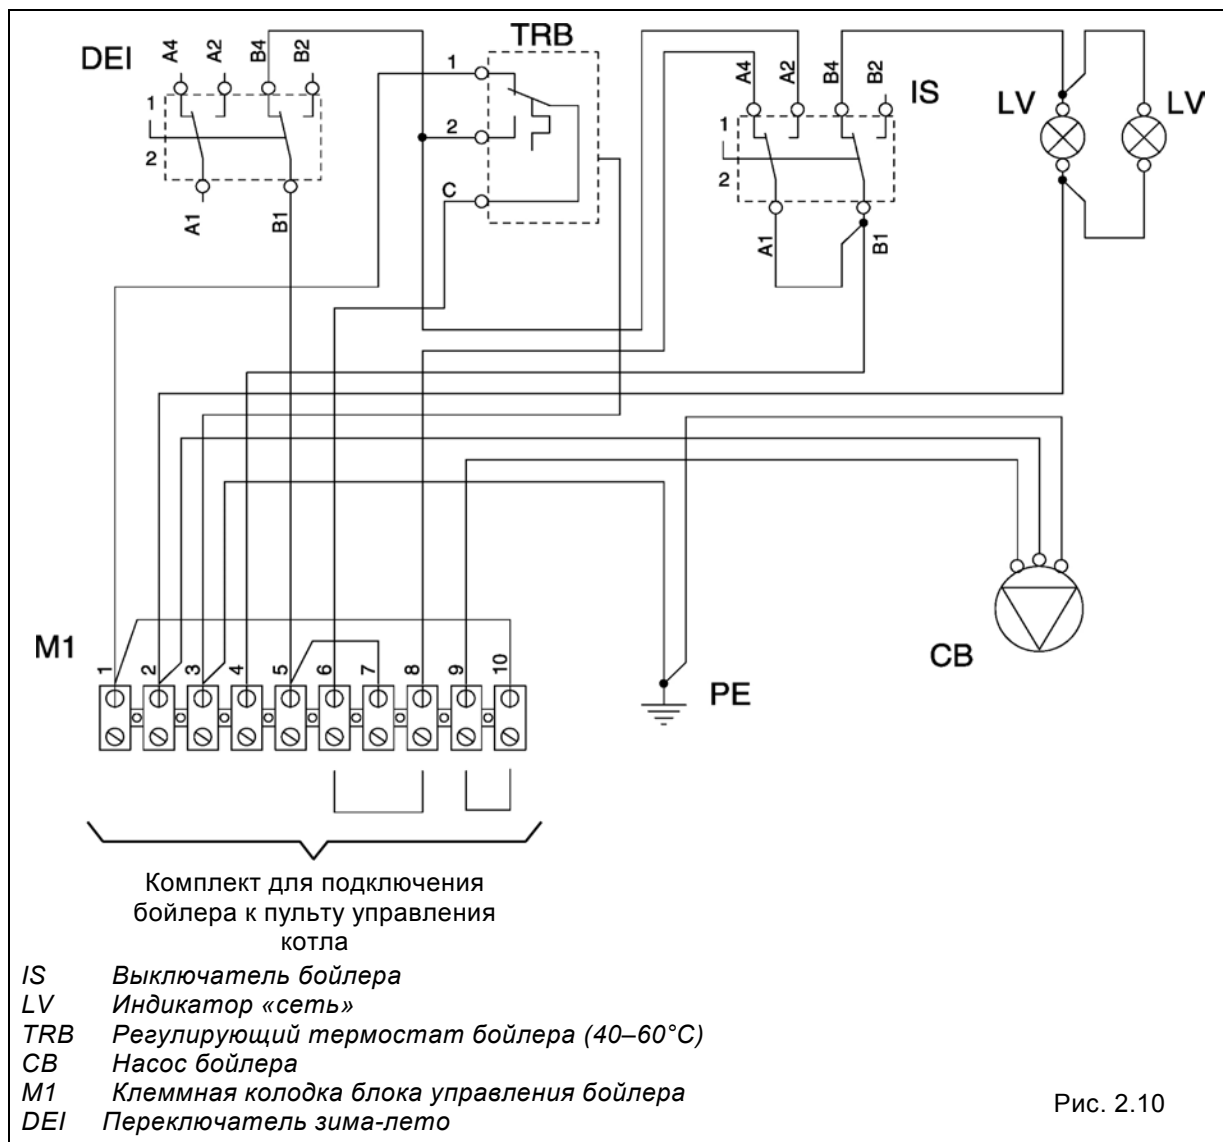 DEI
A4
A2
B4
B2
1
2
A1
B1
TRB
1
2
C
A4
A2
B4
B2
IS
1
2
A1
B1
LV
LV
M1
1
2
3
4
5
6
7
8
9
10
PE
CB
Комплект для подключения
бойлера к пульту управления
котла
IS Выключатель бойлера
LV Индикатор «сеть»
TRB Регулирующий термостат бойлера (40–60°C)
CB Насос бойлера
M1 Клеммная колодка блока управления бойлера
DEI Переключатель зима-лето
Рис. 2.10